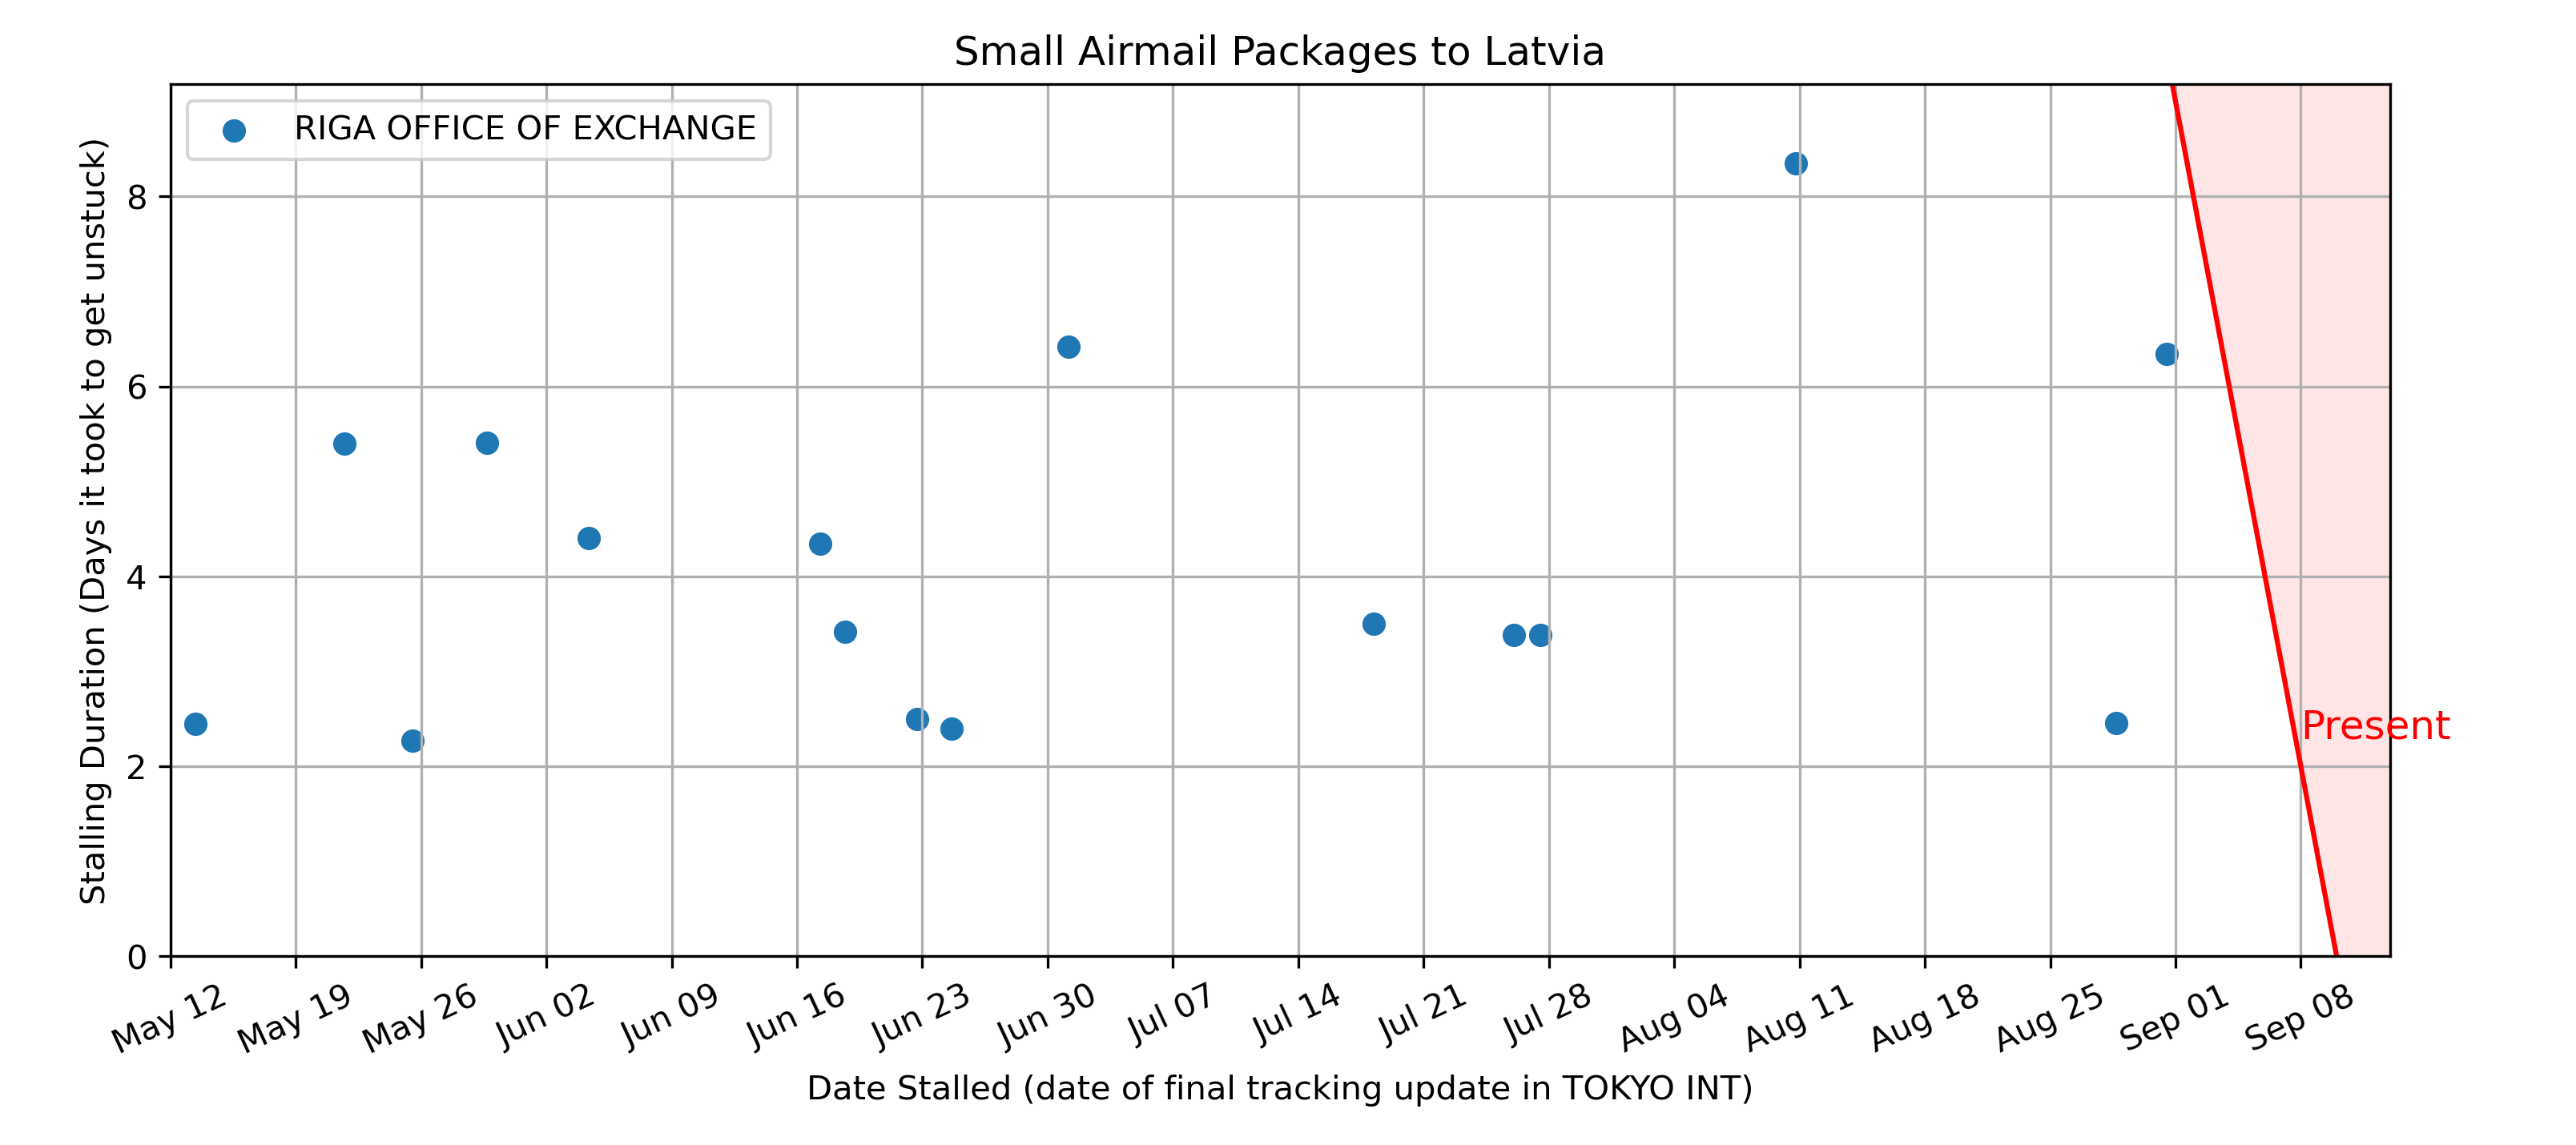 Small Airmail Packages to Latvia
RIGA OFFICE OF EXCHANGE
Stalling Duration (Days it took to get unstuck)
8
6
4
2
0
Present
May 12
May 19
May 26
Jun 02
Jun 09
Jun 16
Jun 23
Jun 30
Jul 07
Jul 14
Jul 21
Jul 28
Aug 04
Aug 11
Aug 18
Aug 25
Sep 01
Sep 08
Date Stalled (date of final tracking update in TOKYO INT)